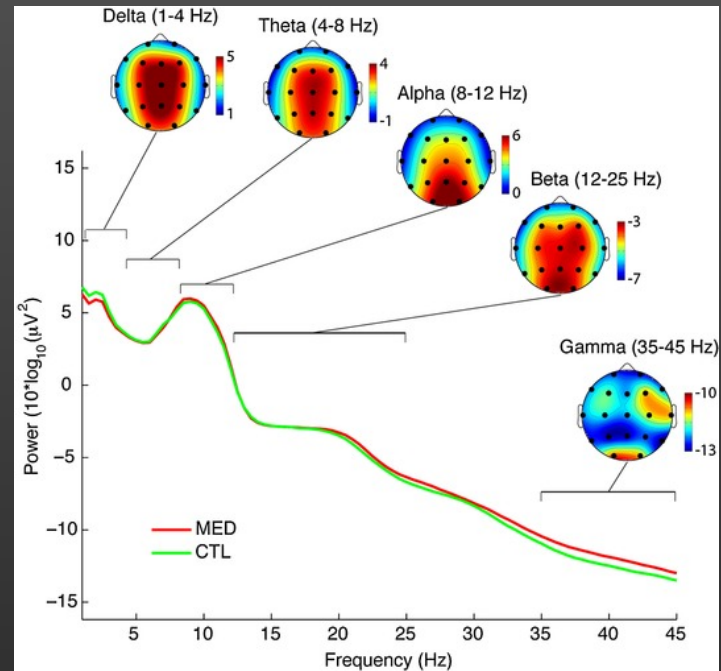 Delta (1-4 Hz)
5
1
Theta (4-8 Hz)
4
-1
Alpha (8-12 Hz)
6
0
Beta (12-25 Hz)
-3
-7
Gamma (35-45 Hz)
-10
-13
Power (10*log10 (μV2)
15
10
5
0
−5
−10
−15
MED
CTL
5 10 15 20 25 30 35 40 45
Frequency (Hz)